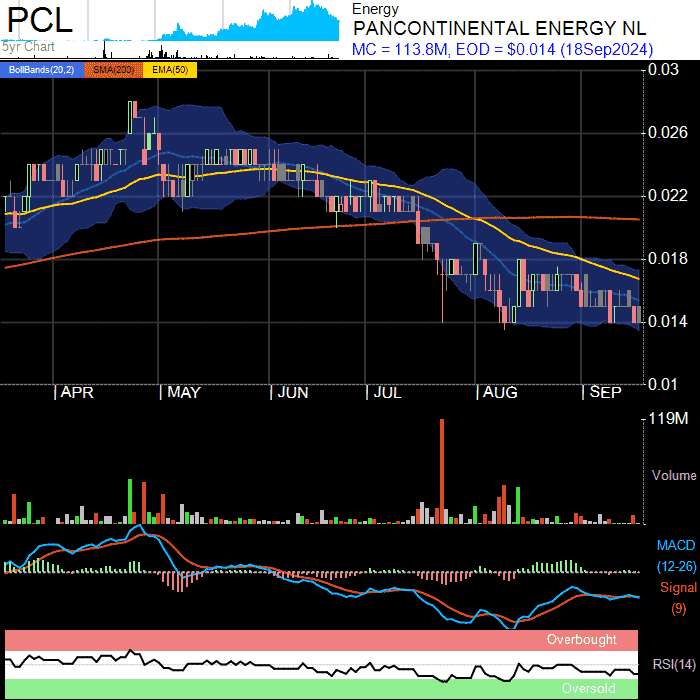 PCL
5yr Chart
Energy
PANCONTINENTAL ENERGY NL
MC = 113.8M, EOD = $0.014 (18Sep2024)
BollBands(20,2) SMA(200) EMA(50)
0.03
0.026
0.022
0.018
0.014
0.01
APR MAY JUN JUL AUG SEP
119M
Volume
MACD
(12-26)
Signal
(9)
Overbought
RSI(14)
Oversold